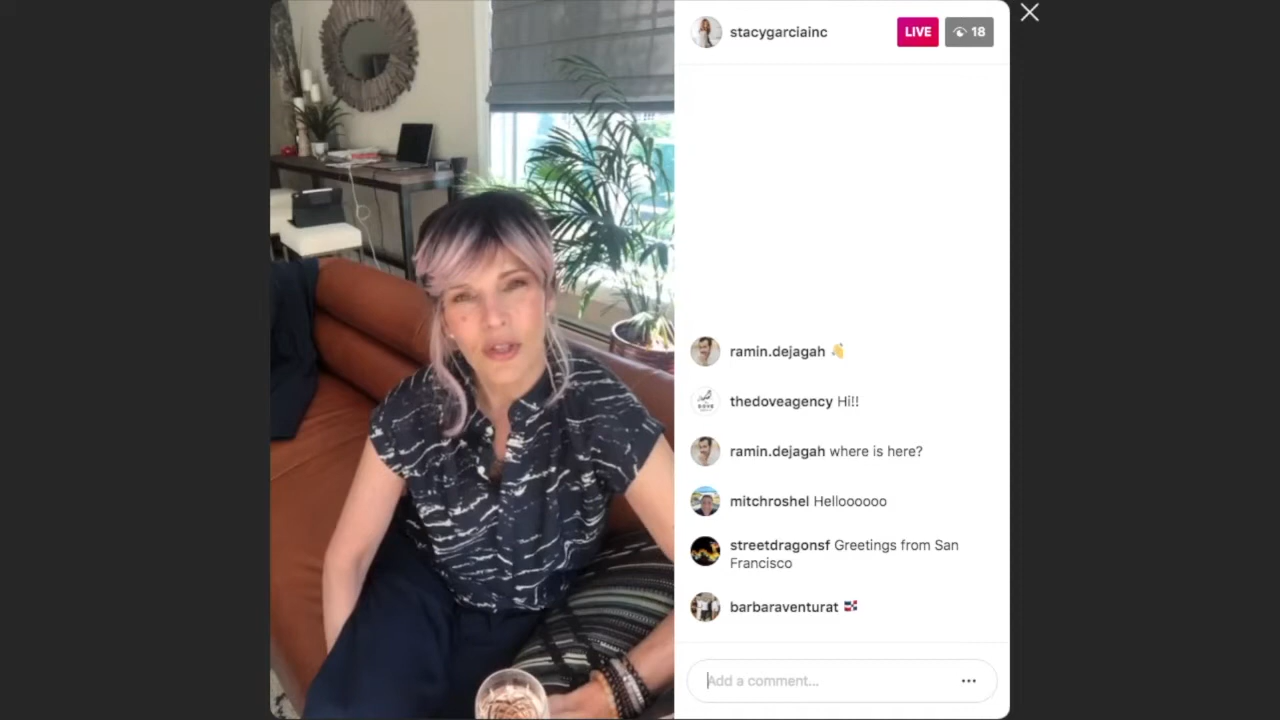 stacygarciainc
LIVE
18
ramin.dejagah 👏
thedoveagency Hi!!
ramin.dejagah where is here?
mitchroshel Helloooooo
streetdragonsf Greetings from San
Francisco
barbaraventurat 🇩🇴
Add a comment...